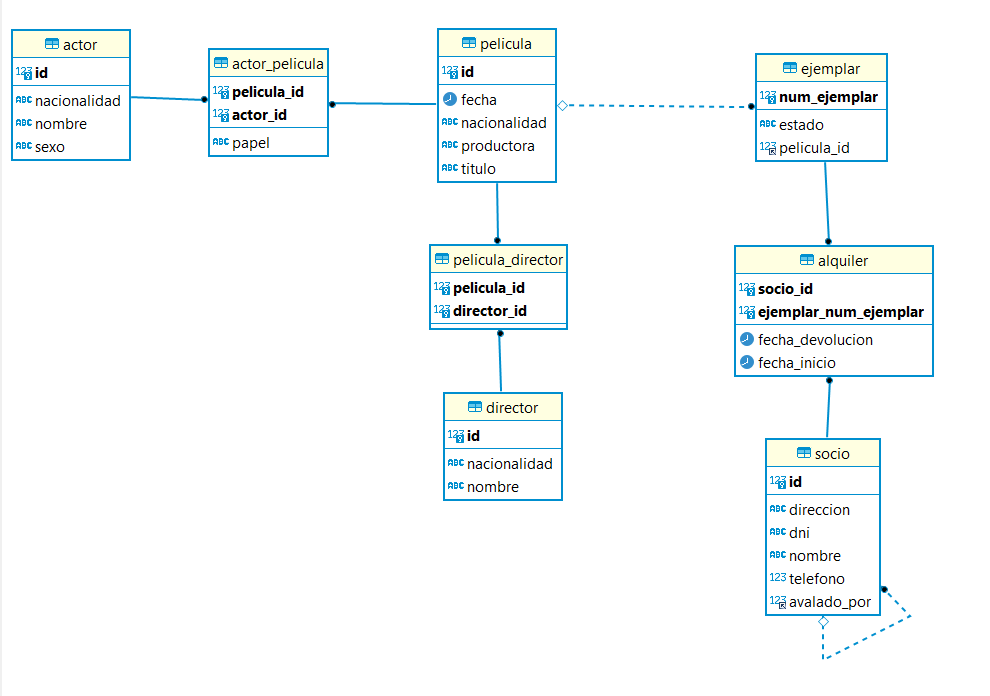 actor
123 id
ABC nacionalidad
ABC nombre
ABC sexo
actor_pelicula
123 pelicula_id
123 actor_id
ABC papel
pelicula
123 id
fecha
ABC nacionalidad
ABC productora
ABC titulo
ejemplar
123 num_ejemplar
ABC estado
123 pelicula_id
pelicula_director
123 pelicula_id
123 director_id
alquiler
123 socio_id
123 ejemplar_num_ejemplar
fecha_devolucion
fecha_inicio
director
123 id
ABC nacionalidad
ABC nombre
socio
123 id
ABC direccion
ABC dni
ABC nombre
123 telefono
123 avalado_por